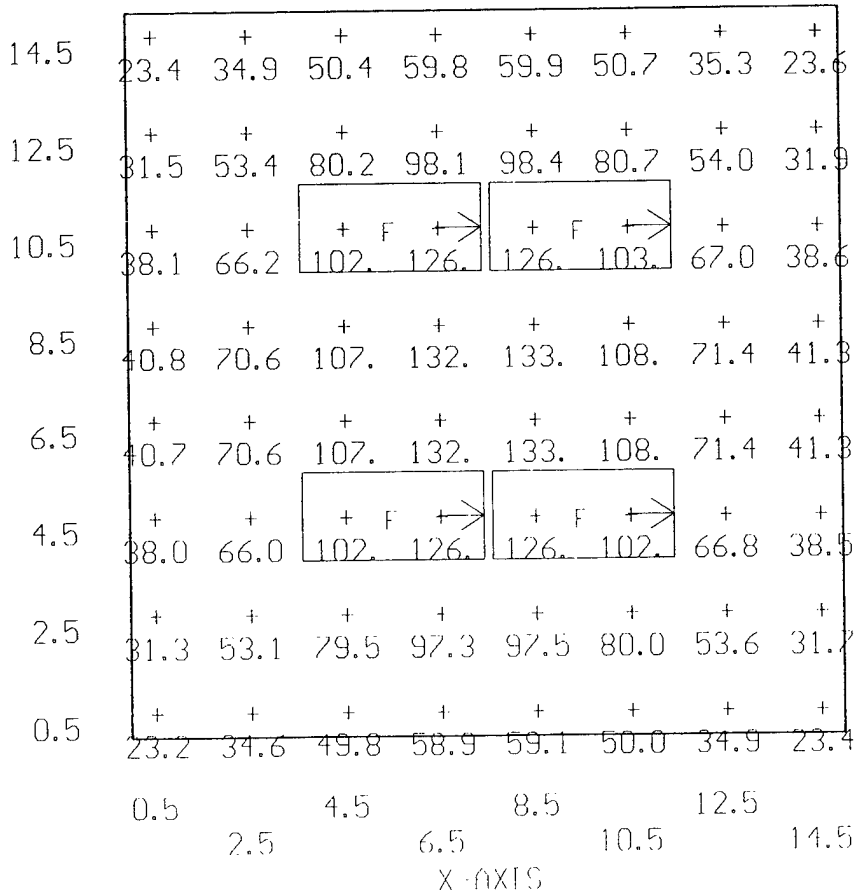 14.5 + + + + + + + +
23.4 34.9 50.4 59.8 59.9 50.7 35.3 23.6
12.5 + + + + + + + +
31.5 53.4 80.2 98.1 98.4 80.7 54.0 31.9
10.5 + + + F + + F + + +
38.1 66.2 102. 126. 126. 103. 67.0 38.6
8.5 + + + + + + + +
40.8 70.6 107. 132. 133. 108. 71.4 41.3
6.5 + + + + + + + +
40.7 70.6 107. 132. 133. 108. 71.4 41.3
4.5 + + + F + + F + + +
38.0 66.0 102. 126. 126. 102. 66.8 38.5
2.5 + + + + + + + +
31.3 53.1 79.5 97.3 97.5 80.0 53.6 31.7
0.5 + + + + + + + +
23.2 34.6 49.8 58.9 59.1 50.0 34.9 23.4
0.5 4.5 8.5 12.5
2.5 6.5 10.5 14.5
X-AXIS